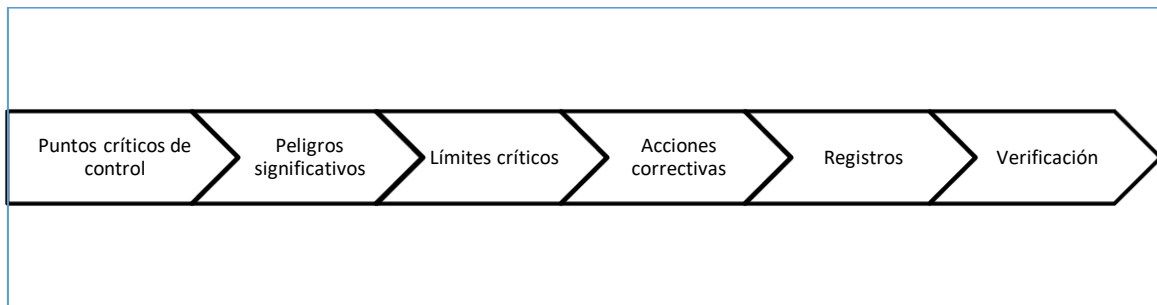 Puntos críticos de
control
Peligros
significativos
Límites críticos
Acciones
correctivas
Registros
Verificación